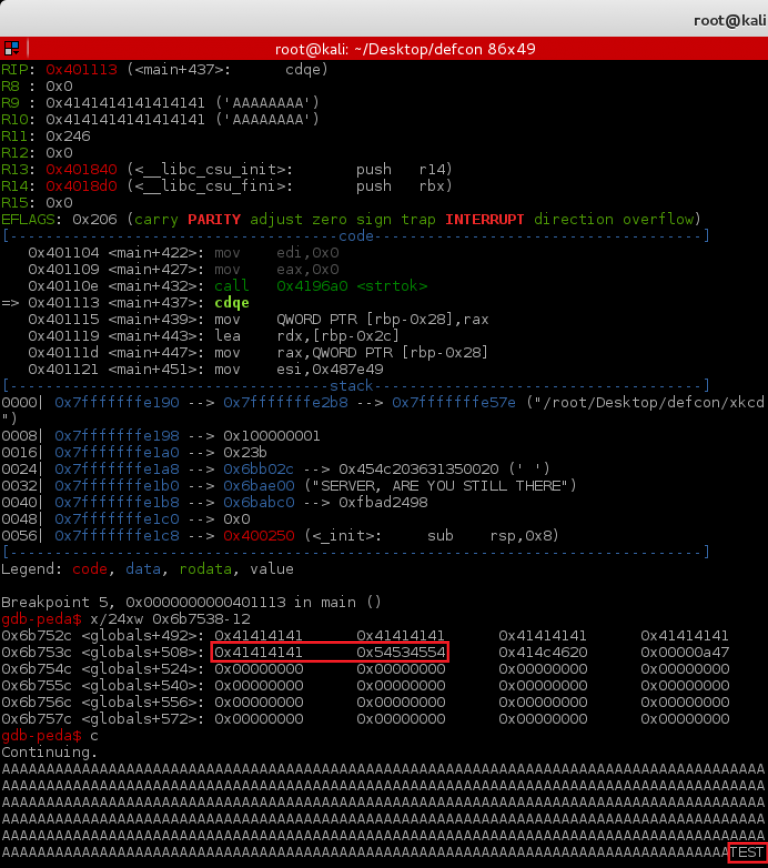 root@kali
root@kali: ~/Desktop/defcon 86x49
RIP: 0x401113 (<main+437>:      cdqe)
R8 : 0x0
R9 : 0x4141414141414141 ('AAAAAAAA')
R10: 0x4141414141414141 ('AAAAAAAA')
R11: 0x246
R12: 0x0
R13: 0x401840 (<__libc_csu_init>:       push   r14)
R14: 0x4018d0 (<__libc_csu_fini>:       push   rbx)
R15: 0x0
EFLAGS: 0x206 (carry PARITY adjust zero sign trap INTERRUPT direction overflow)
[-------------------------------------code-------------------------------------]
   0x401104 <main+422>: mov    edi,0x0
   0x401109 <main+427>: mov    eax,0x0
   0x40110e <main+432>: call   0x4196a0 <strtok>
=> 0x401113 <main+437>: cdqe
   0x401115 <main+439>: mov    QWORD PTR [rbp-0x28],rax
   0x401119 <main+443>: lea    rdx,[rbp-0x2c]
   0x40111d <main+447>: mov    rax,QWORD PTR [rbp-0x28]
   0x401121 <main+451>: mov    esi,0x487e49
[------------------------------------stack-------------------------------------]
0000| 0x7fffffffe190 --> 0x7fffffffe2b8 --> 0x7fffffffe57e ("/root/Desktop/defcon/xkcd
")
0008| 0x7fffffffe198 --> 0x100000001
0016| 0x7fffffffe1a0 --> 0x23b
0024| 0x7fffffffe1a8 --> 0x6bb02c --> 0x454c203631350020 (' ')
0032| 0x7fffffffe1b0 --> 0x6bae00 ("SERVER, ARE YOU STILL THERE")
0040| 0x7fffffffe1b8 --> 0x6babc0 --> 0xfbad2498
0048| 0x7fffffffe1c0 --> 0x0
0056| 0x7fffffffe1c8 --> 0x400250 (<_init>:     sub    rsp,0x8)
[------------------------------------------------------------------------------]
Legend: code, data, rodata, value
Breakpoint 5, 0x0000000000401113 in main ()
gdb-peda$ x/24xw 0x6b7538-12
0x6b752c <globals+492>: 0x41414141      0x41414141      0x41414141      0x41414141
0x6b753c <globals+508>: 0x41414141      0x54534554      0x414c4620      0x00000a47
0x6b754c <globals+524>: 0x00000000      0x00000000      0x00000000      0x00000000
0x6b755c <globals+540>: 0x00000000      0x00000000      0x00000000      0x00000000
0x6b756c <globals+556>: 0x00000000      0x00000000      0x00000000      0x00000000
0x6b757c <globals+572>: 0x00000000      0x00000000      0x00000000      0x00000000
gdb-peda$ c
Continuing.
AAAAAAAAAAAAAAAAAAAAAAAAAAAAAAAAAAAAAAAAAAAAAAAAAAAAAAAAAAAAAAAAAAAAAAAAAAAAAAAAAAAAAA
AAAAAAAAAAAAAAAAAAAAAAAAAAAAAAAAAAAAAAAAAAAAAAAAAAAAAAAAAAAAAAAAAAAAAAAAAAAAAAAAAAAAAA
AAAAAAAAAAAAAAAAAAAAAAAAAAAAAAAAAAAAAAAAAAAAAAAAAAAAAAAAAAAAAAAAAAAAAAAAAAAAAAAAAAAAAA
AAAAAAAAAAAAAAAAAAAAAAAAAAAAAAAAAAAAAAAAAAAAAAAAAAAAAAAAAAAAAAAAAAAAAAAAAAAAAAAAAAAAAA
AAAAAAAAAAAAAAAAAAAAAAAAAAAAAAAAAAAAAAAAAAAAAAAAAAAAAAAAAAAAAAAAAAAAAAAAAAAAAAAAAAAAAA
AAAAAAAAAAAAAAAAAAAAAAAAAAAAAAAAAAAAAAAAAAAAAAAAAAAAAAAAAAAAAAAAAAAAAAAAAAAAAAAAAATEST